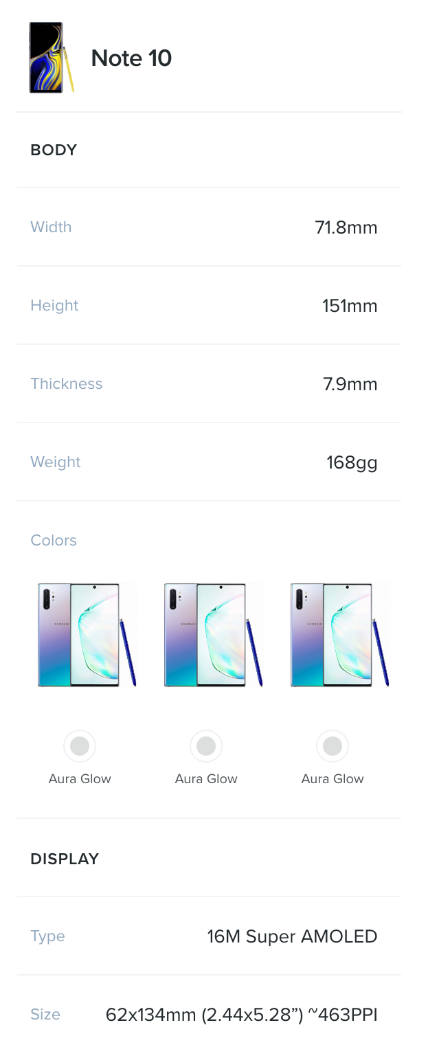 Note 10
BODY
Width 71.8mm
Height 151mm
Thickness 7.9mm
Weight 168gg
Colors
Aura Glow Aura Glow Aura Glow
DISPLAY
Type 16M Super AMOLED
Size 62x134mm (2.44x5.28”) ~463PPI